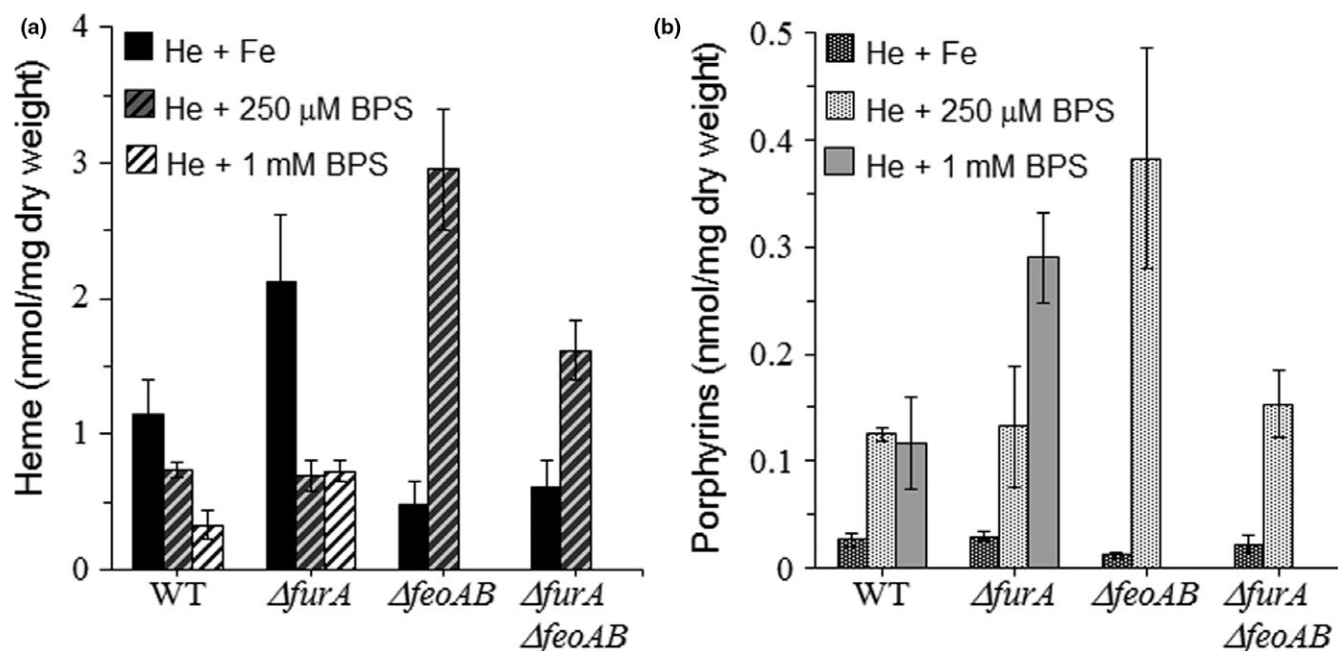 (a)
Heme (nmol/mg dry weight)
4
3
2
1
0
He + Fe
He + 250 μM BPS
He + 1 mM BPS
WT
ΔfurA
ΔfeoAB
ΔfurA
ΔfeoAB
(b)
Porphyrins (nmol/mg dry weight)
0.5
0.4
0.3
0.2
0.1
0
He + Fe
He + 250 μM BPS
He + 1 mM BPS
WT
ΔfurA
ΔfeoAB
ΔfurA
ΔfeoAB